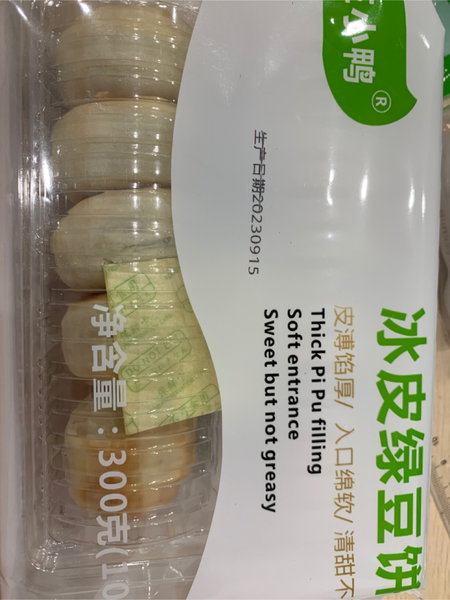 小鸭®
生产日期20230915
冰皮绿豆饼
皮薄馅厚/ 入口绵软/ 清甜不
Thick Pi Pu filling
Soft entrance
Sweet but not greasy
净含量：300克(10